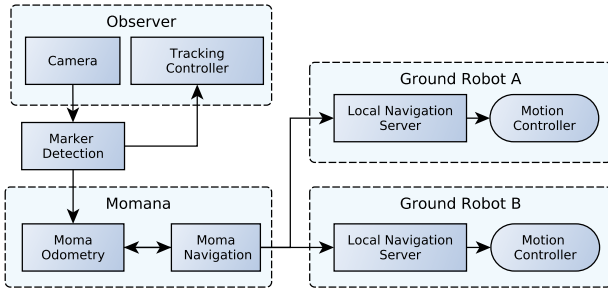 Observer
Camera
Tracking
Controller
Marker
Detection
Momana
Moma
Odometry
Moma
Navigation
Ground Robot A
Local Navigation
Server
Motion
Controller
Ground Robot B
Local Navigation
Server
Motion
Controller